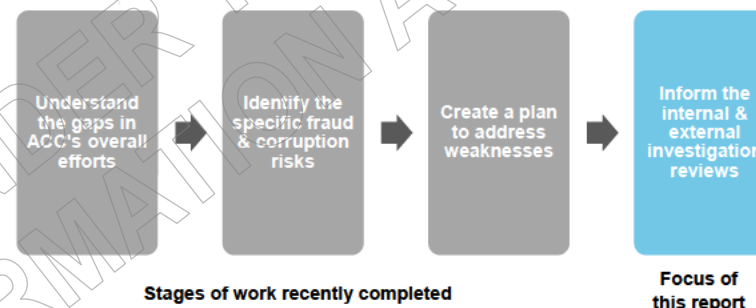 Understand
the gaps in
ACC's overall
efforts
Identify the
specific fraud
& corruption
risks
Create a plan
to address
weaknesses
Inform the
internal &
external
investigation
reviews
Stages of work recently completed
Focus of
this report